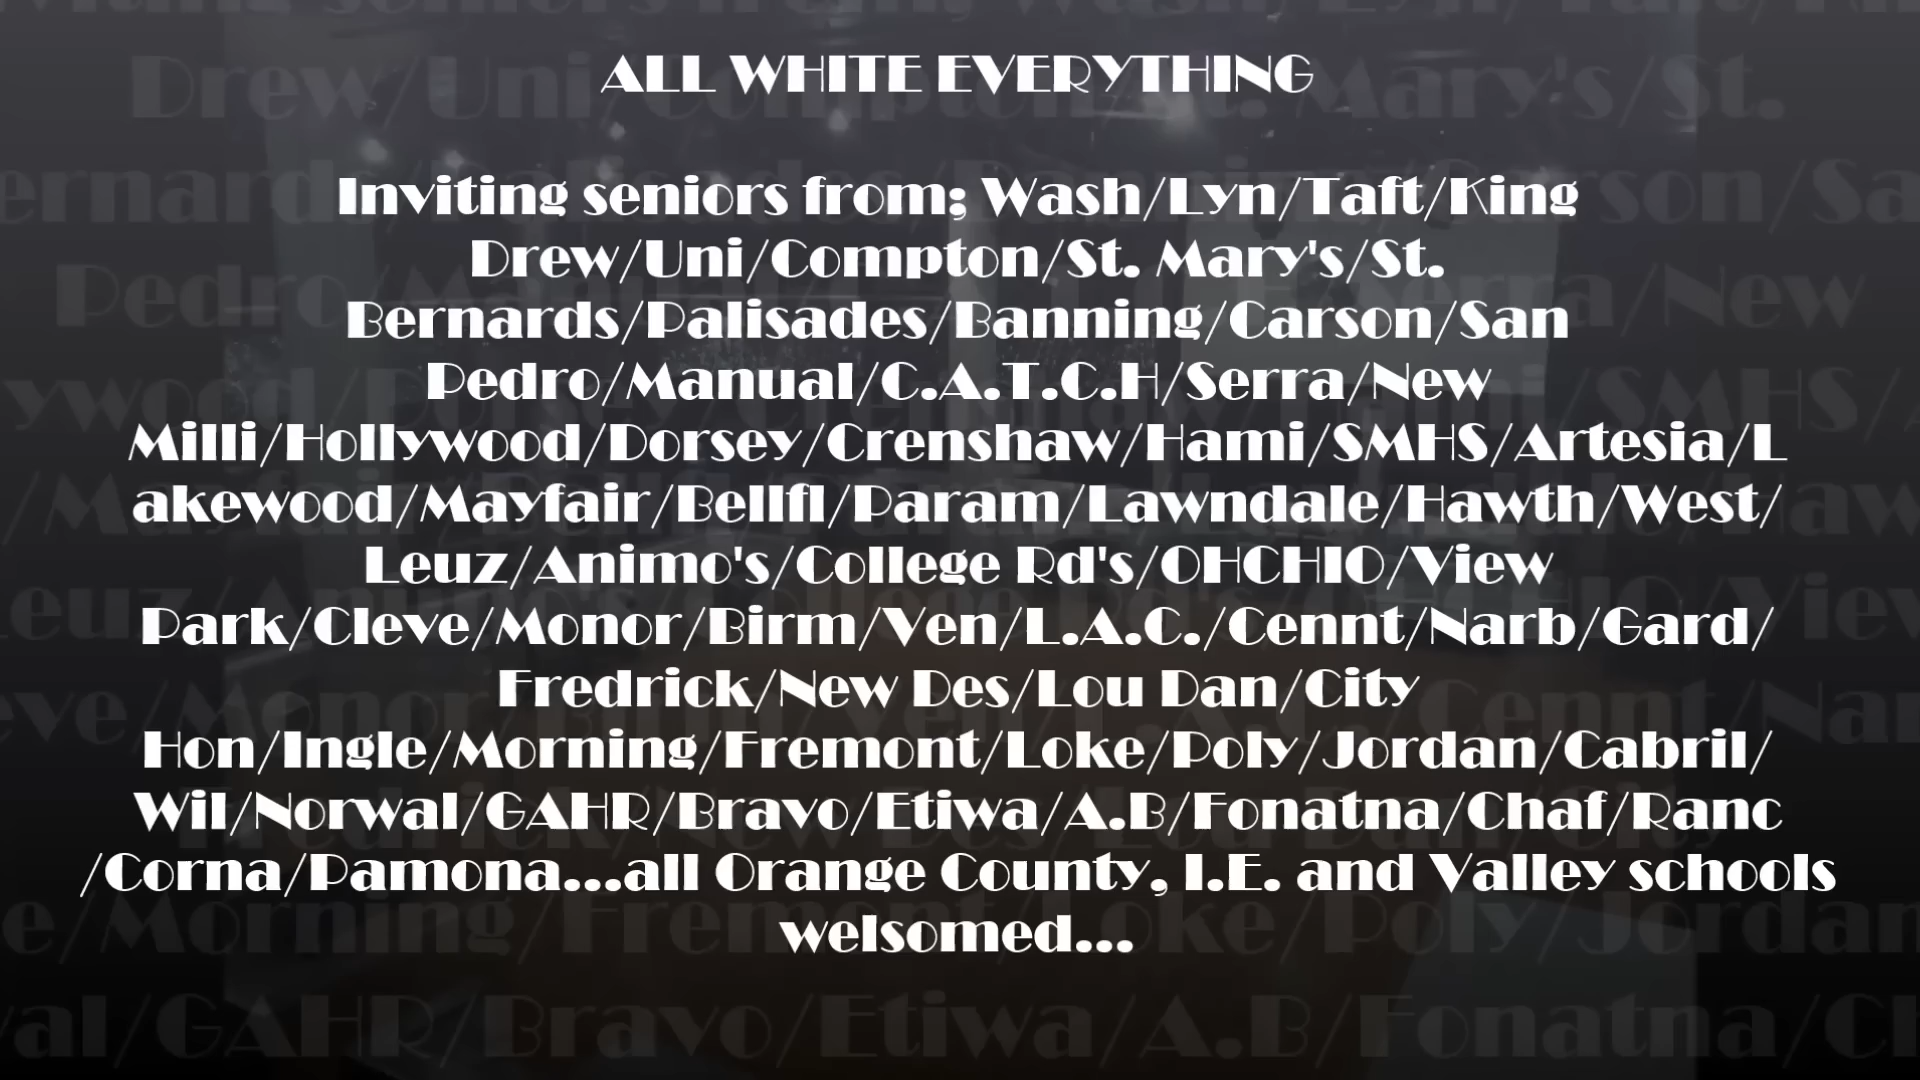 ALL WHITE EVERYTHING
Inviting seniors from; Wash/Lyn/Taft/King
Drew/Uni/Compton/St. Mary's/St.
Bernards/Palisades/Banning/Carson/San
Pedro/Manual/C.A.T.C.H/Serra/New
Milli/Hollywood/Dorsey/Crenshaw/Hami/SMHS/Artesia/L
akewood/Mayfair/Bellfl/Param/Lawndale/Hawth/West/
Leuz/Animo's/College Rd's/OHCHIO/View
Park/Cleve/Monor/Birm/Ven/L.A.C./Cennt/Narb/Gard/
Fredrick/New Des/Lou Dan/City
Hon/Ingle/Morning/Fremont/Loke/Poly/Jordan/Cabril/
Wil/Norwal/GAHR/Bravo/Etiwa/A.B/Fonatna/Chaf/Ranc
/Corna/Pamona...all Orange County, I.E. and Valley schools
welsomed...